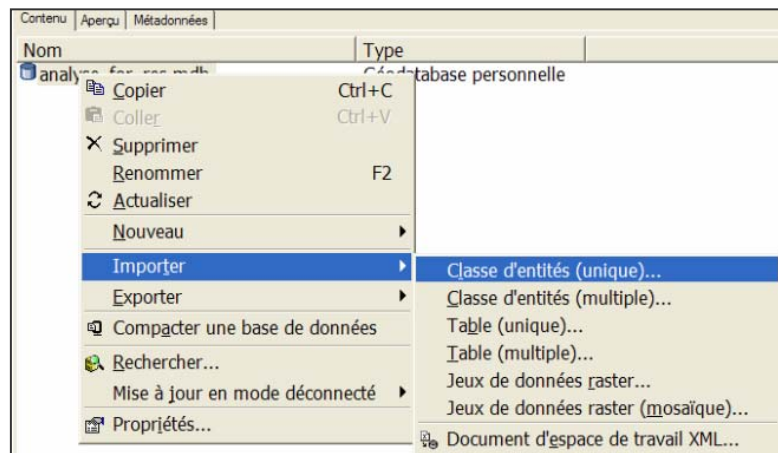 Contenu Aperçu Métadonnées
Nom Type
analyse_for_res.mdb Géodatabase personnelle
Copier Ctrl+C
Coller Ctrl+V
Supprimer
Renommer F2
Actualiser
Nouveau
Importer
Exporter
Compacter une base de données
Rechercher...
Mise à jour en mode déconnecté
Propriétés...
Classe d'entités (unique)...
Classe d'entités (multiple)...
Table (unique)...
Table (multiple)...
Jeux de données raster...
Jeux de données raster (mosaïque)...
Document d'espace de travail XML...